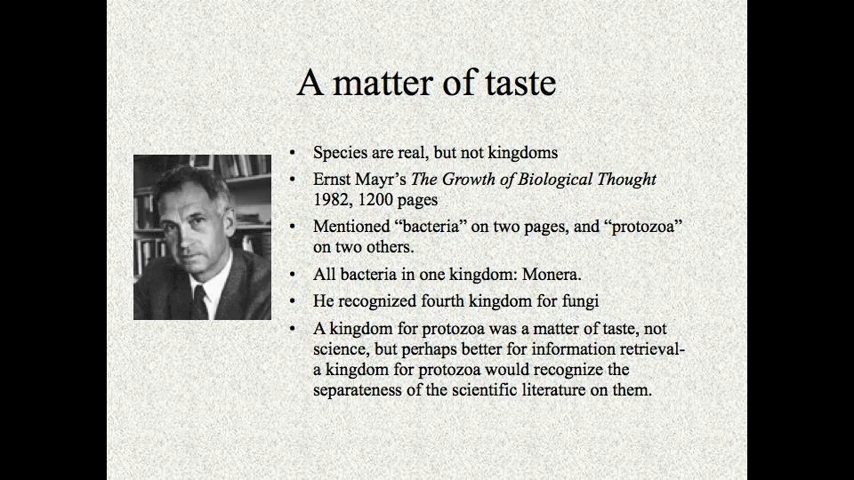 A matter of taste
• Species are real, but not kingdoms
• Ernst Mayr's The Growth of Biological Thought
1982, 1200 pages
• Mentioned “bacteria” on two pages, and “protozoa”
on two others.
• All bacteria in one kingdom: Monera.
• He recognized fourth kingdom for fungi
• A kingdom for protozoa was a matter of taste, not
science, but perhaps better for information retrieval-
a kingdom for protozoa would recognize the
separateness of the scientific literature on them.